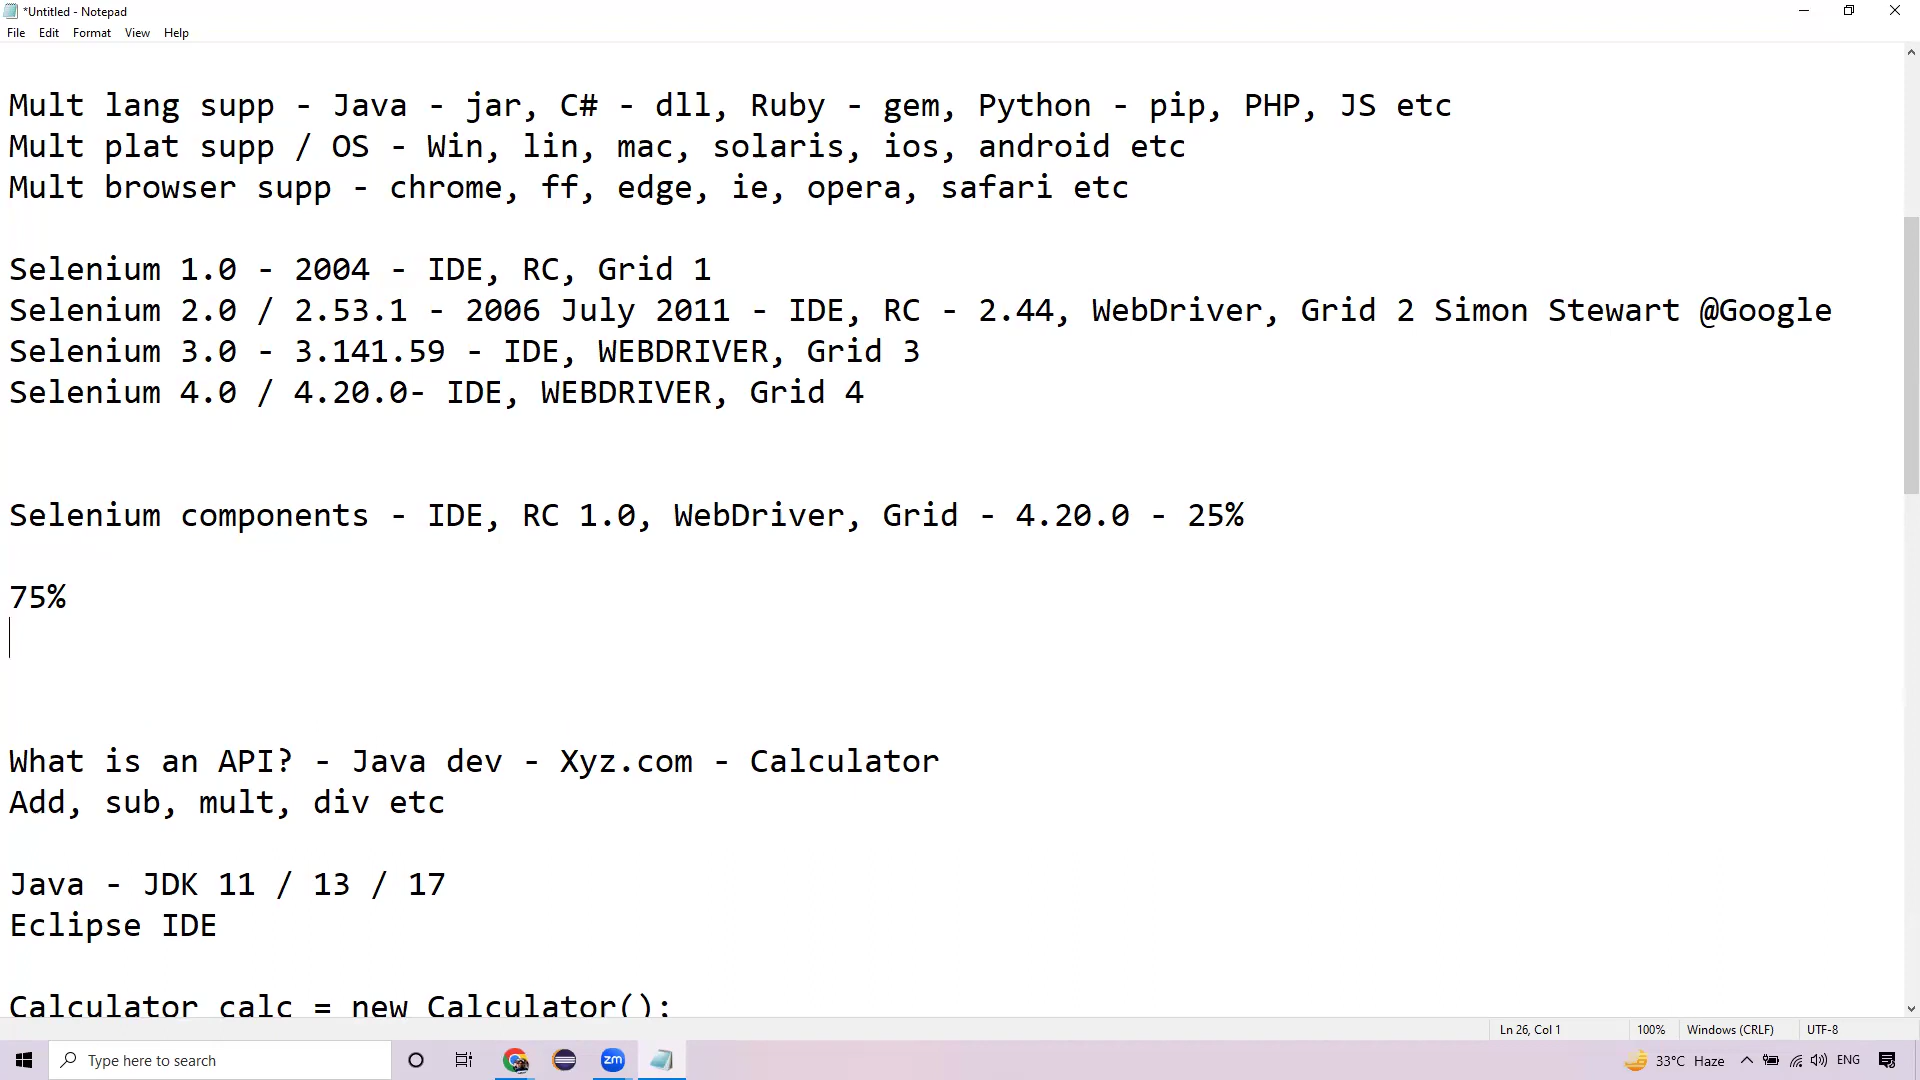 *Untitled - Notepad
File Edit Format View Help
Mult lang supp - Java - jar, C# - dll, Ruby - gem, Python - pip, PHP, JS etc
Mult plat supp / OS - Win, lin, mac, solaris, ios, android etc
Mult browser supp - chrome, ff, edge, ie, opera, safari etc
Selenium 1.0 - 2004 - IDE, RC, Grid 1
Selenium 2.0 / 2.53.1 - 2006 July 2011 - IDE, RC - 2.44, WebDriver, Grid 2 Simon Stewart @Google
Selenium 3.0 - 3.141.59 - IDE, WEBDRIVER, Grid 3
Selenium 4.0 / 4.20.0- IDE, WEBDRIVER, Grid 4
Selenium components - IDE, RC 1.0, WebDriver, Grid - 4.20.0 - 25%
75%
What is an API? - Java dev - Xyz.com - Calculator
Add, sub, mult, div etc
Java - JDK 11 / 13 / 17
Eclipse IDE
Calculator calc = new Calculator();
Ln 26, Col 1 100% Windows (CRLF) UTF-8
Type here to search zm 33°C Haze ENG